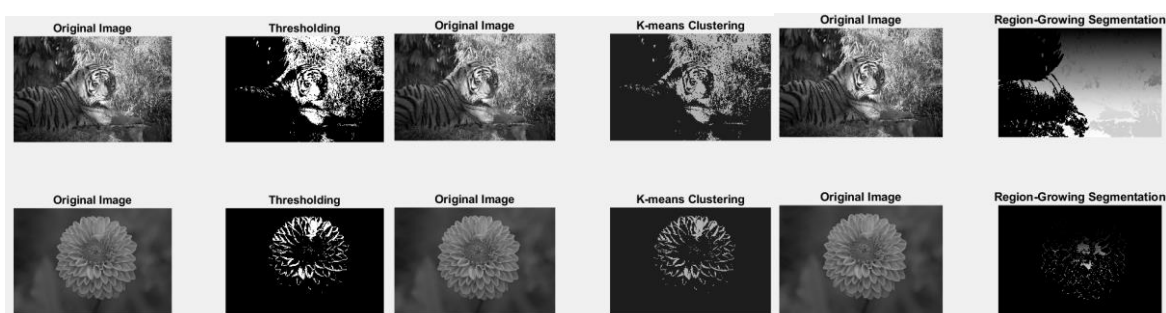 Original Image
Thresholding
Original Image
K-means Clustering
Original Image
Region-Growing Segmentation
Original Image
Thresholding
Original Image
K-means Clustering
Original Image
Region-Growing Segmentation